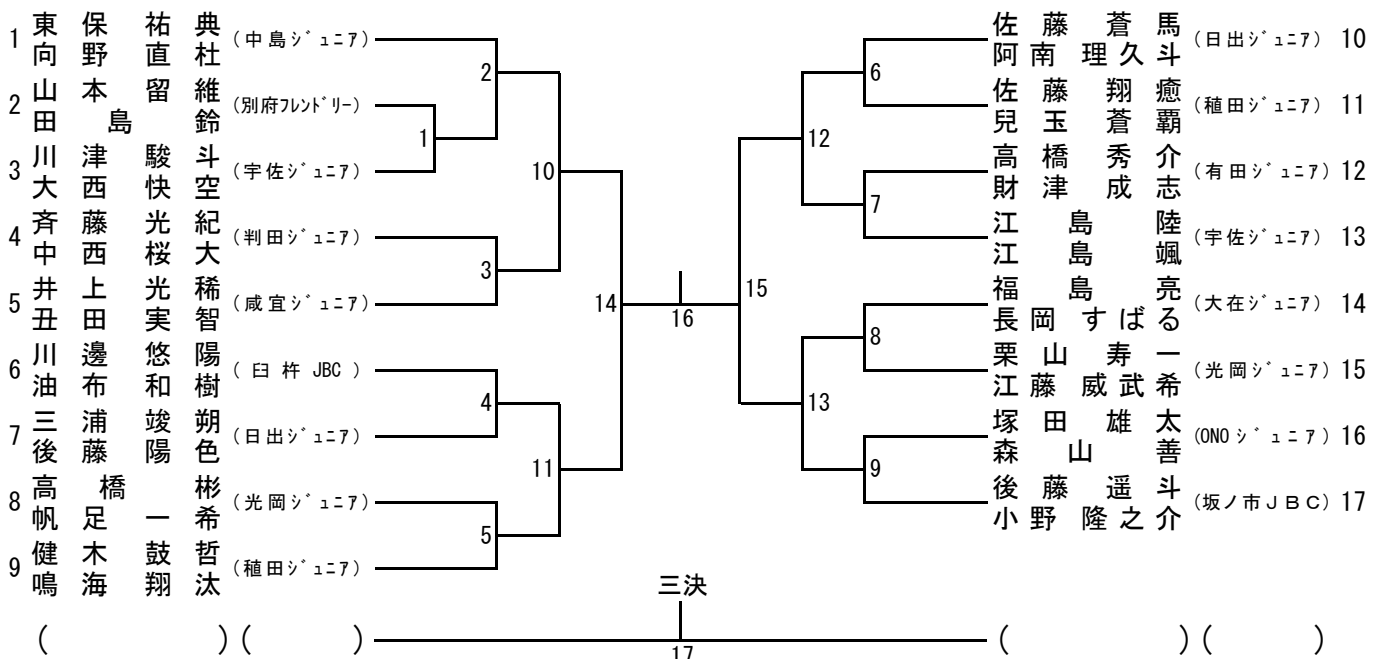 1 東保祐典 (中島ジュニア)
向野直杜
2 山本留維 (別府フレンドリー)
田島鈴
3 川津駿斗 (宇佐ジュニア)
大西快空
4 斉藤光紀 (判田ジュニア)
中西桜大
5 井上光稀 (咸宜ジュニア)
丑田実智
6 川邊悠陽 (臼杵 JBC)
油布和樹
7 三浦竣朔 (日出ジュニア)
後藤陽色
8 高橋彬 (光岡ジュニア)
帆足一希
9 健木鼓哲 (稙田ジュニア)
鳴海翔汰
1
2
3
4
5
10
11
14
16
15
12
13
6
7
8
9
佐藤蒼馬 (日出ジュニア) 10
阿南理久斗
佐藤翔癒 (稙田ジュニア) 11
兒玉蒼覇
高橋秀介 (有田ジュニア) 12
財津成志
江島陸 (宇佐ジュニア) 13
江島颯
福島亮 (大在ジュニア) 14
長岡すばる
栗山寿一 (光岡ジュニア) 15
江藤威武希
塚田雄太 (ONOジュニア) 16
森山善
後藤遥斗 (坂ノ市JBC) 17
小野隆之介
三決
( ) ( ) 17 ( ) ( )